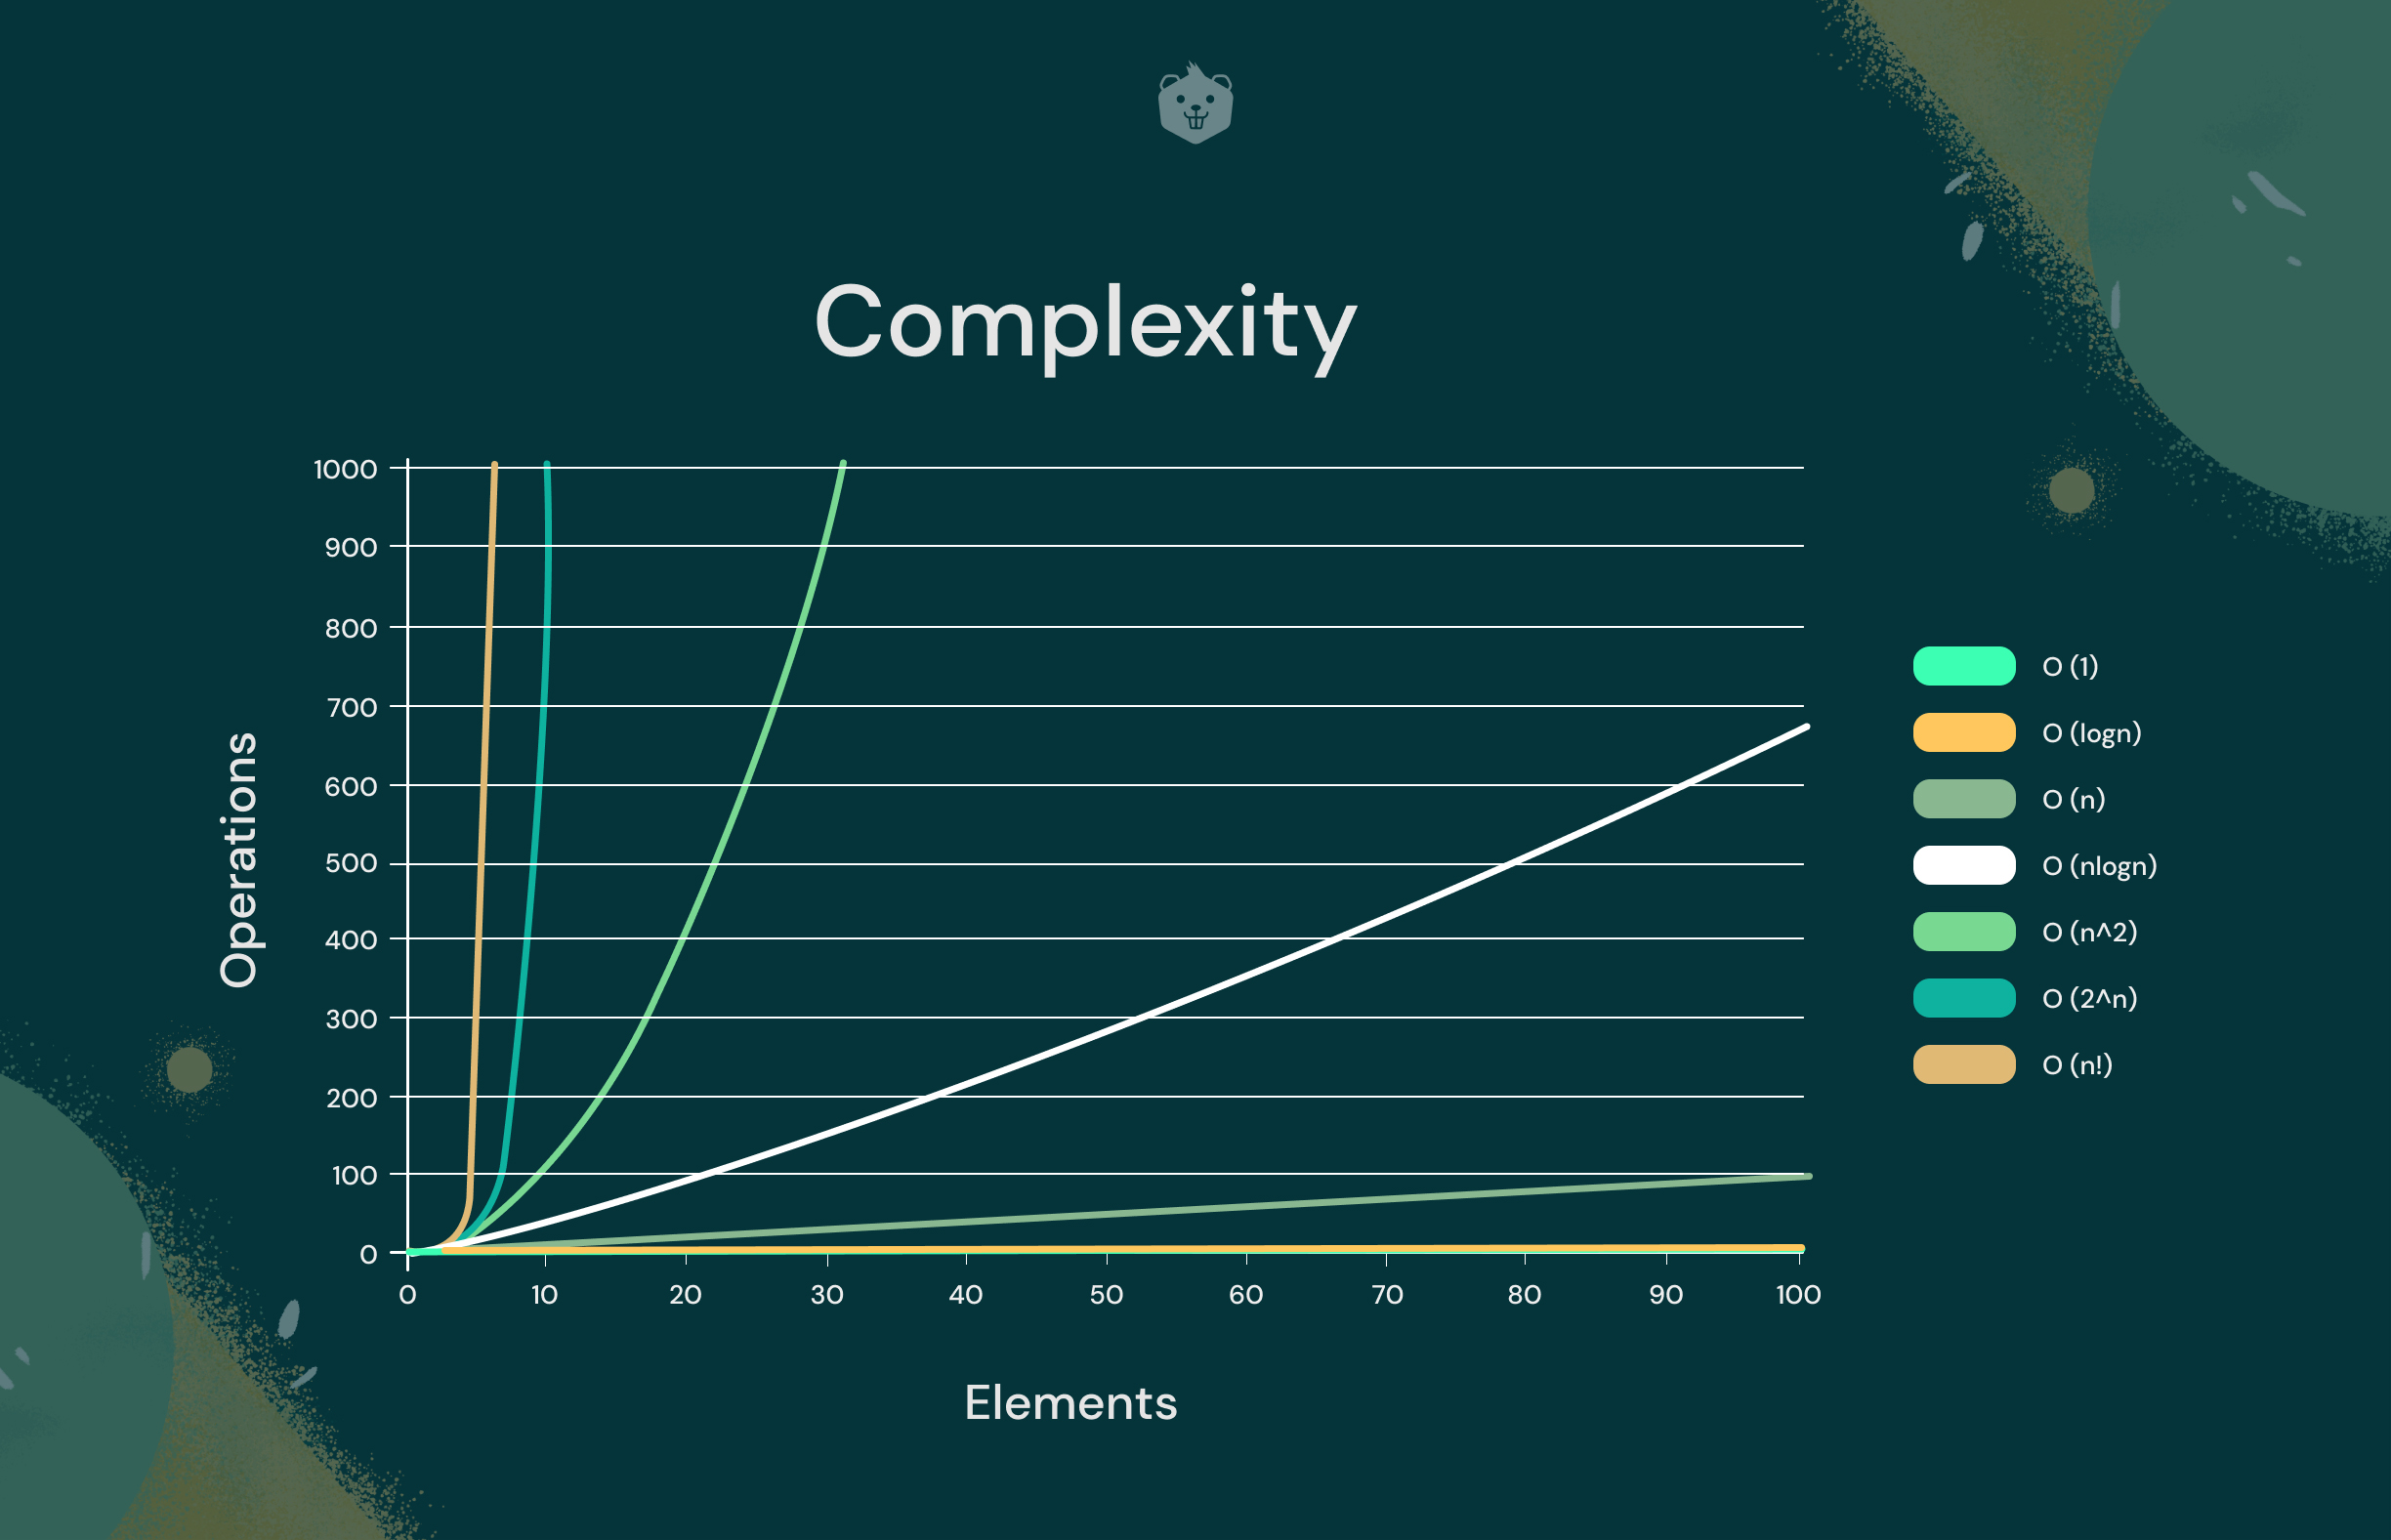 Complexity
Operations
1000
900
800
700
600
500
400
300
200
100
0
0 10 20 30 40 50 60 70 80 90 100
Elements
O (1)
O (logn)
O (n)
O (nlogn)
O (n^2)
O (2^n)
O (n!)